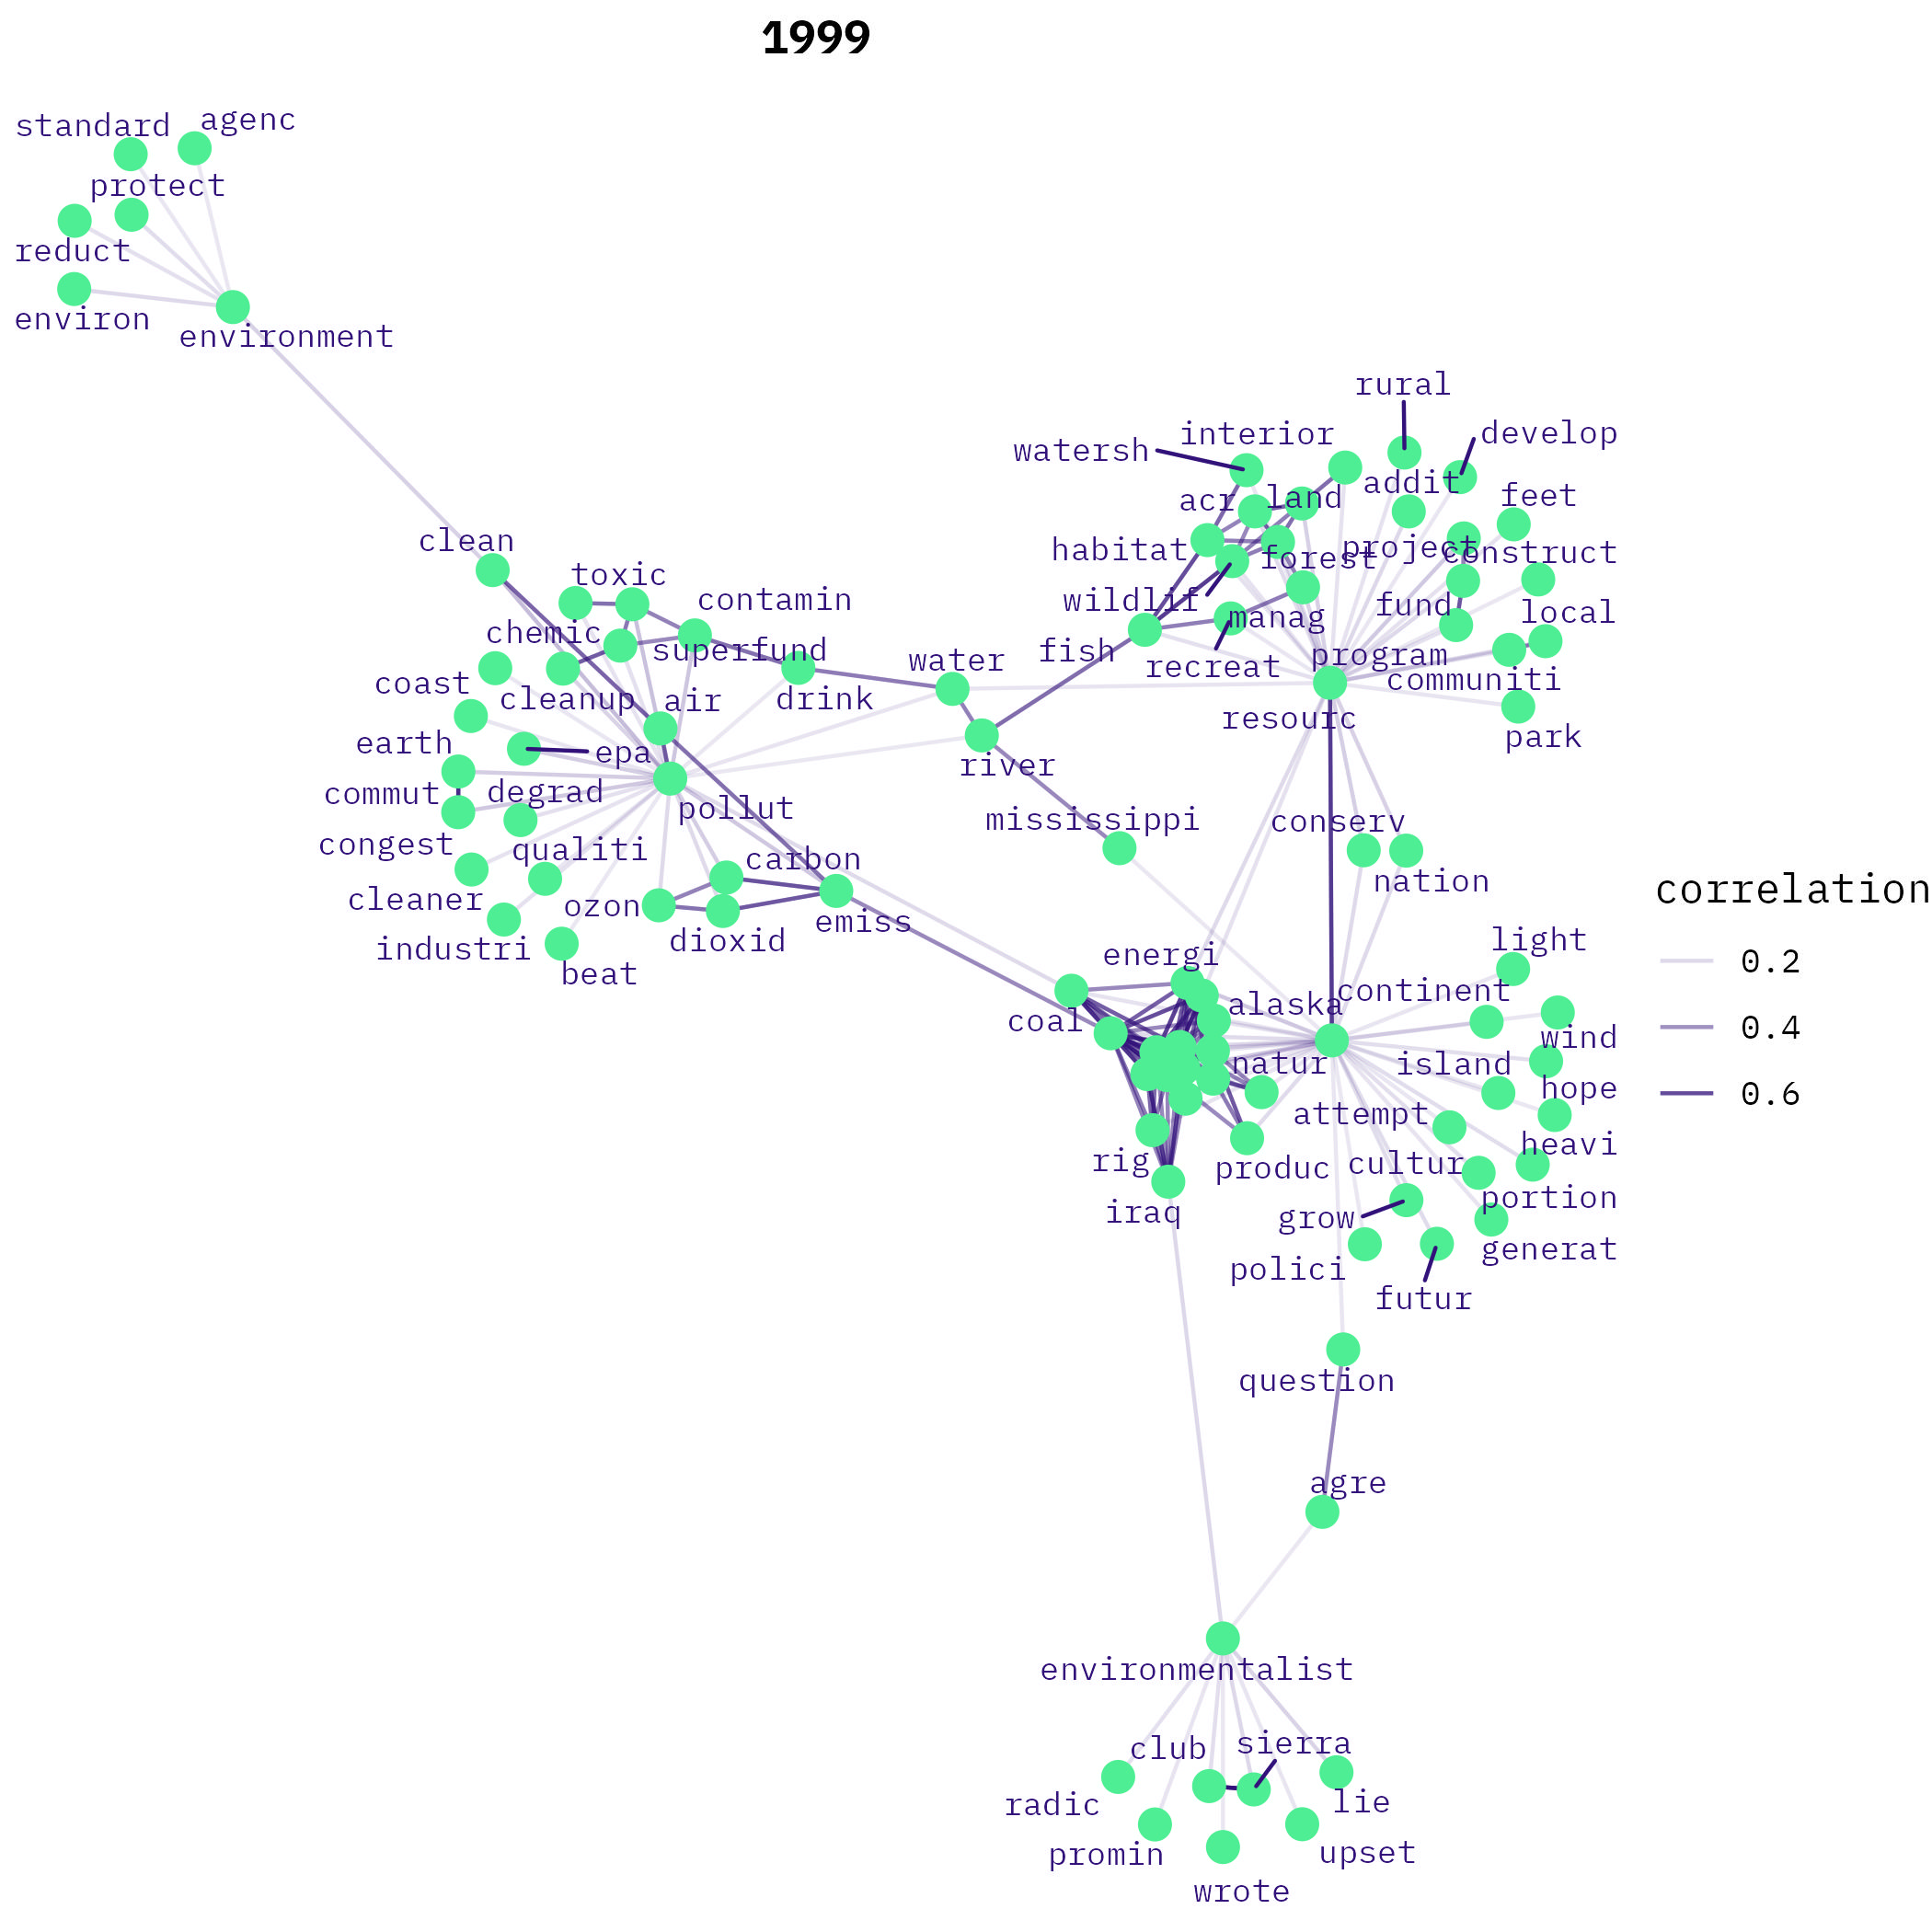 1999
standard
agenc
protect
reduct
environ
environment
rural
interior
develop
watersh
addit
feet
acr
land
clean
habitat
forest
project
construct
toxic
contamin
wildlif
manag
fund
local
chemic
superfund
fish
recreat
program
communiti
water
coast
cleanup
air
drink
resourc
park
earth
epa
river
commut
degrad
pollut
mississippi
conserv
congest
qualiti
carbon
nation
correlation
cleaner
ozon
emiss
industri
dioxid
energi
light
0.2
beat
alaska
continent
coal
0.4
wind
natur
island
hope
0.6
attempt
heavi
rig
produc
cultur
portion
iraq
grow
generat
polici
futur
question
agre
environmentalist
club
sierra
radic
lie
promin
upset
wrote